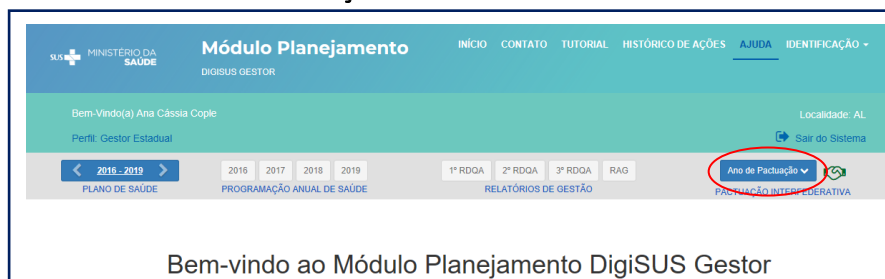 SUS MINISTÉRIO DA SAÚDE
Módulo Planejamento
DIGISUS GESTOR
INÍCIO CONTATO TUTORIAL HISTÓRICO DE AÇÕES AJUDA IDENTIFICAÇÃO
Bem-Vindo(a) Ana Cássia Cople
Localidade: AL
Perfil: Gestor Estadual
Sair do Sistema
2016 - 2019
2016 2017 2018 2019
1º RDQA 2º RDQA 3º RDQA RAG
Ano de Pactuação
PLANO DE SAÚDE
PROGRAMAÇÃO ANUAL DE SAÚDE
RELATÓRIOS DE GESTÃO
PACTUAÇÃO INTERFEDERATIVA
Bem-vindo ao Módulo Planejamento DigiSUS Gestor